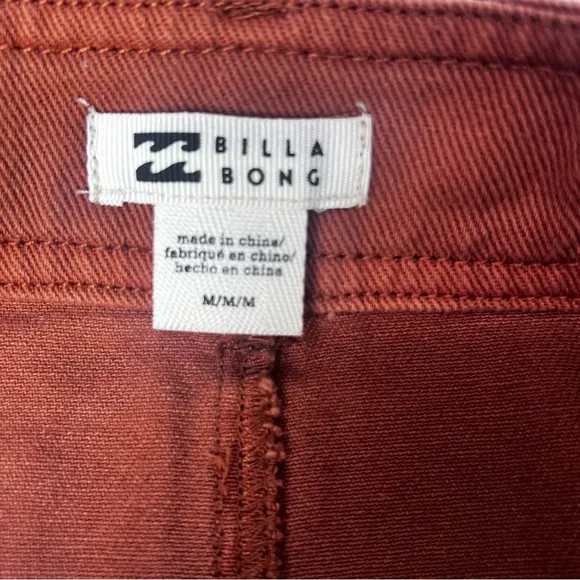 BILLA
BONG
made in china/
fabriqué en chine/
hecho en china
M/M/M